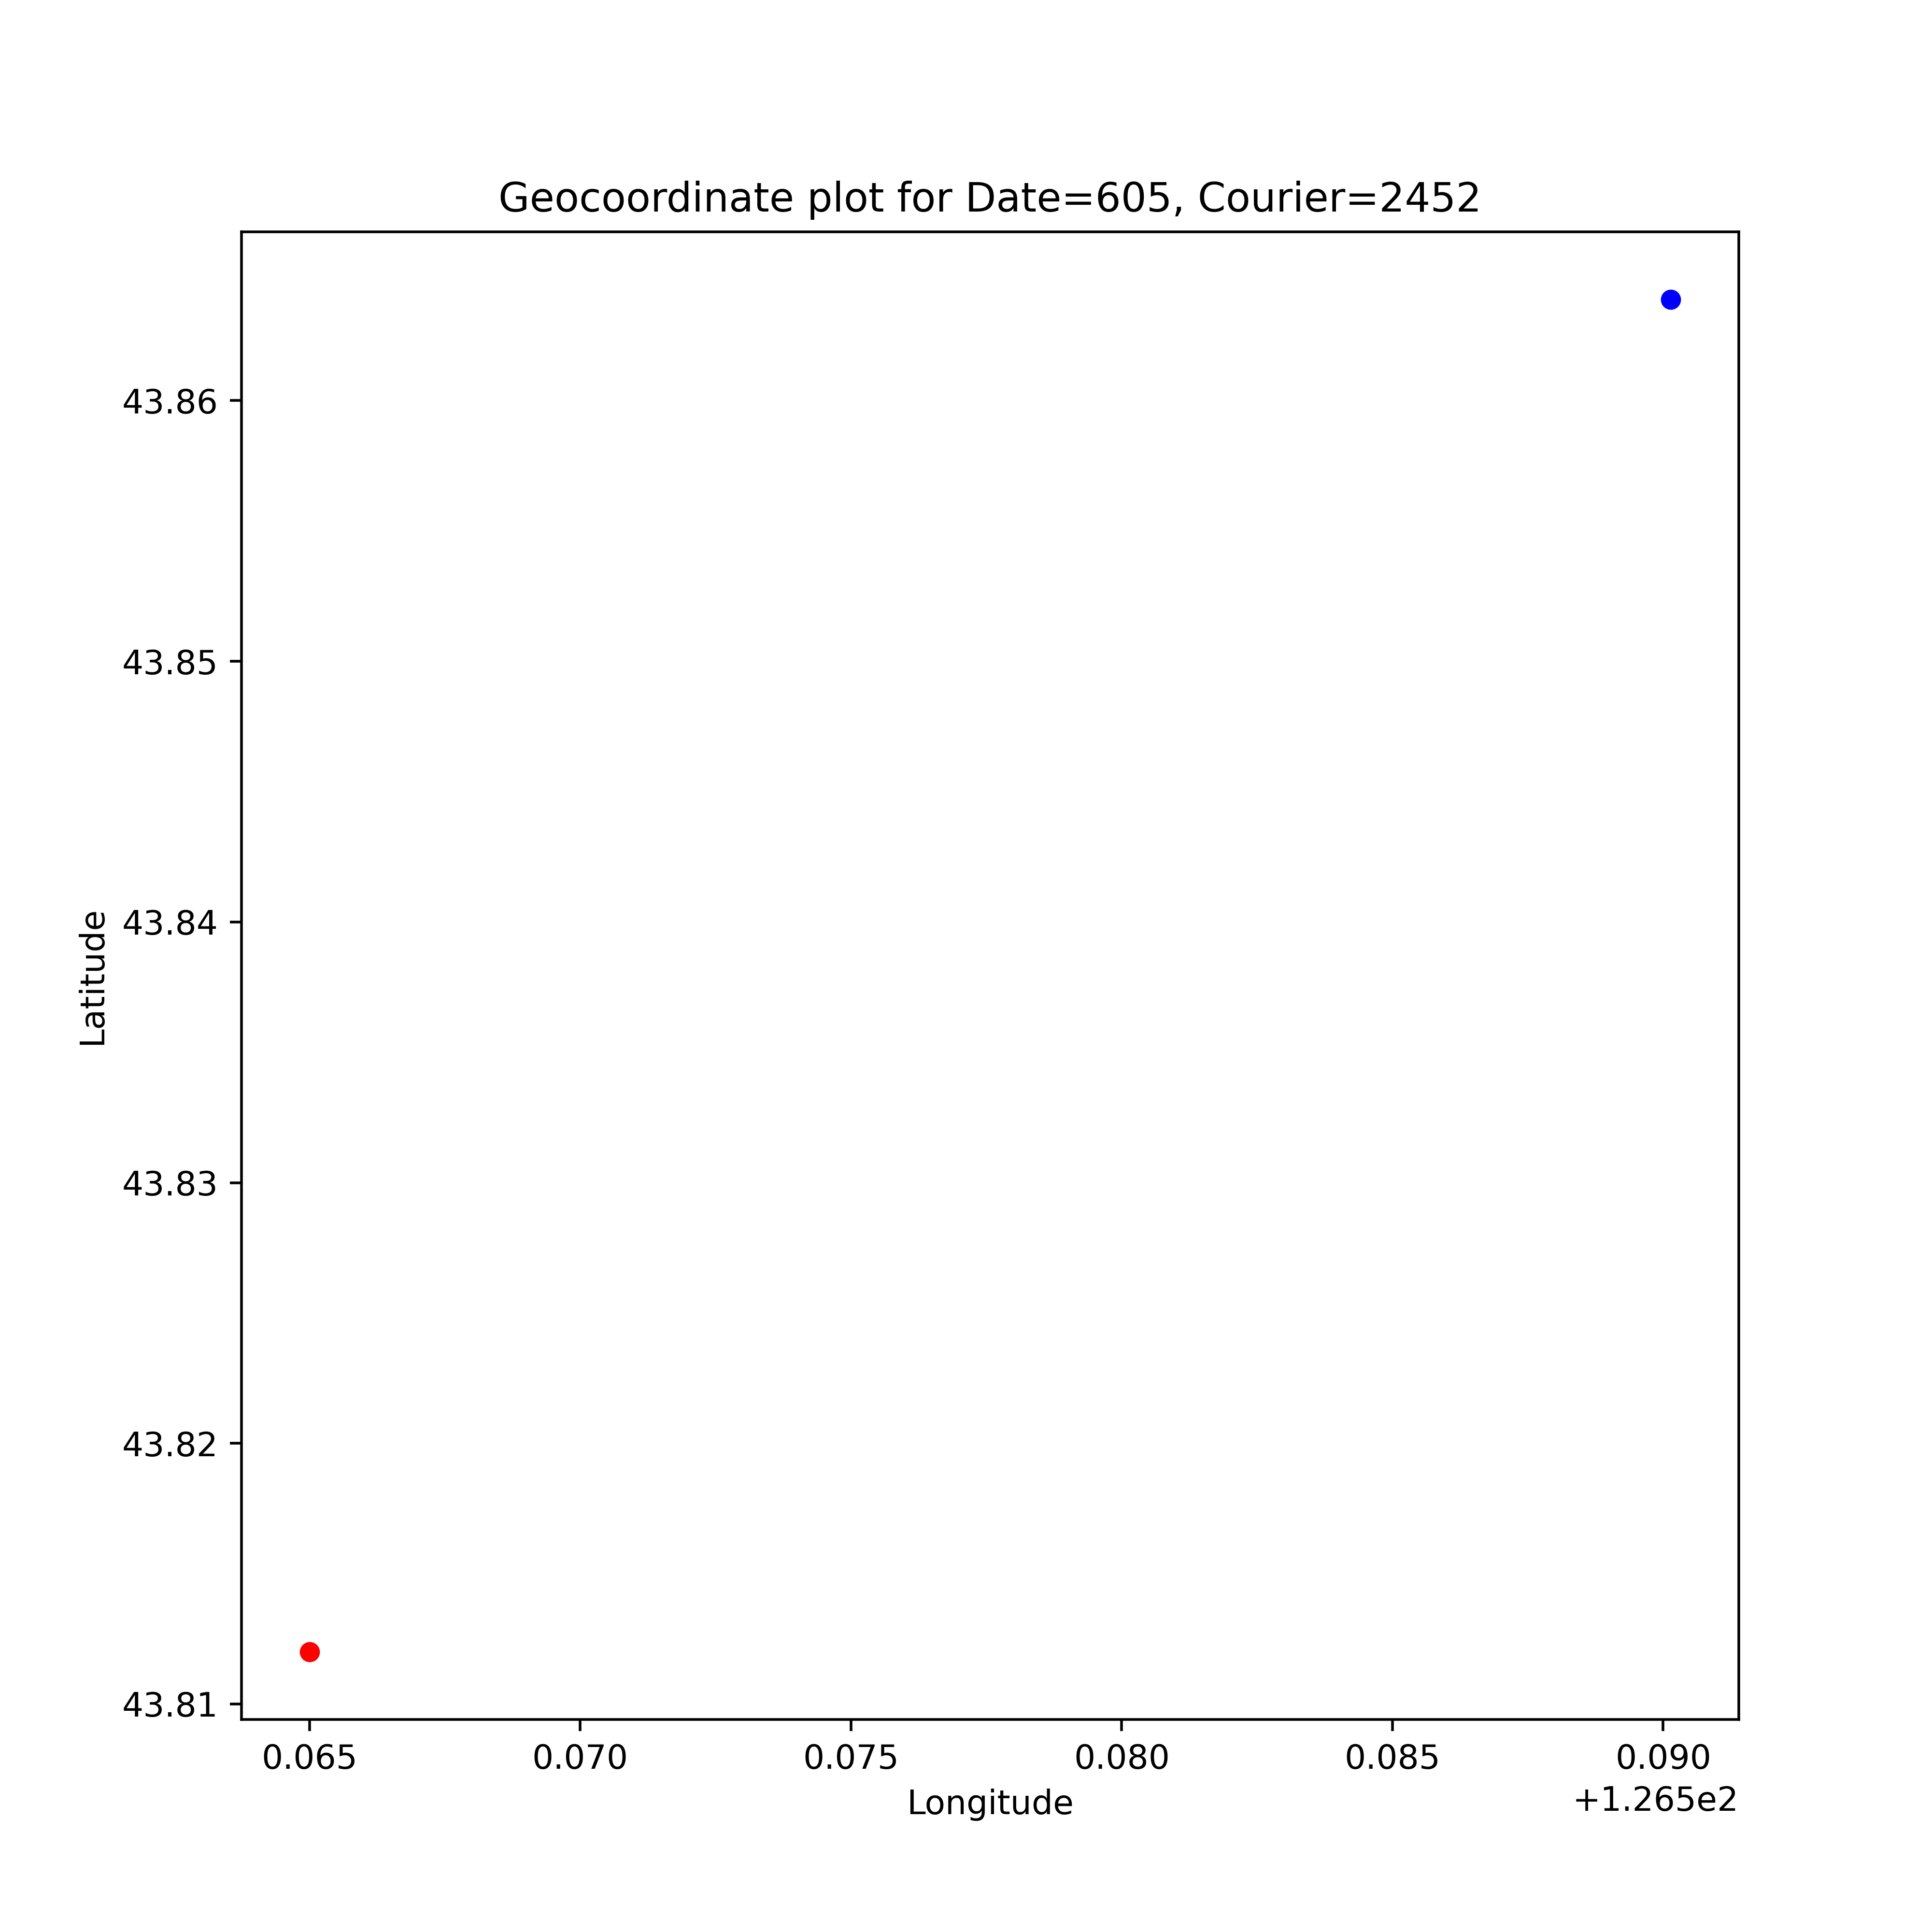 Geocoordinate plot for Date=605, Courier=2452
43.86
43.85
43.84
43.83
43.82
43.81
Latitude
0.065 0.070 0.075 0.080 0.085 0.090
+1.265e2
Longitude